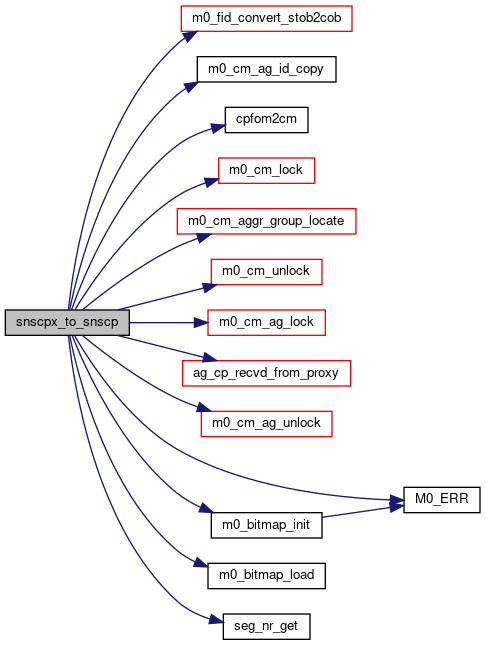 m0_fid_convert_stob2cob
m0_cm_ag_id_copy
cpfom2cm
m0_cm_lock
m0_cm_aggr_group_locate
m0_cm_unlock
snscpx_to_snscp
m0_cm_ag_lock
ag_cp_recvd_from_proxy
m0_cm_ag_unlock
M0_ERR
m0_bitmap_init
m0_bitmap_load
seg_nr_get